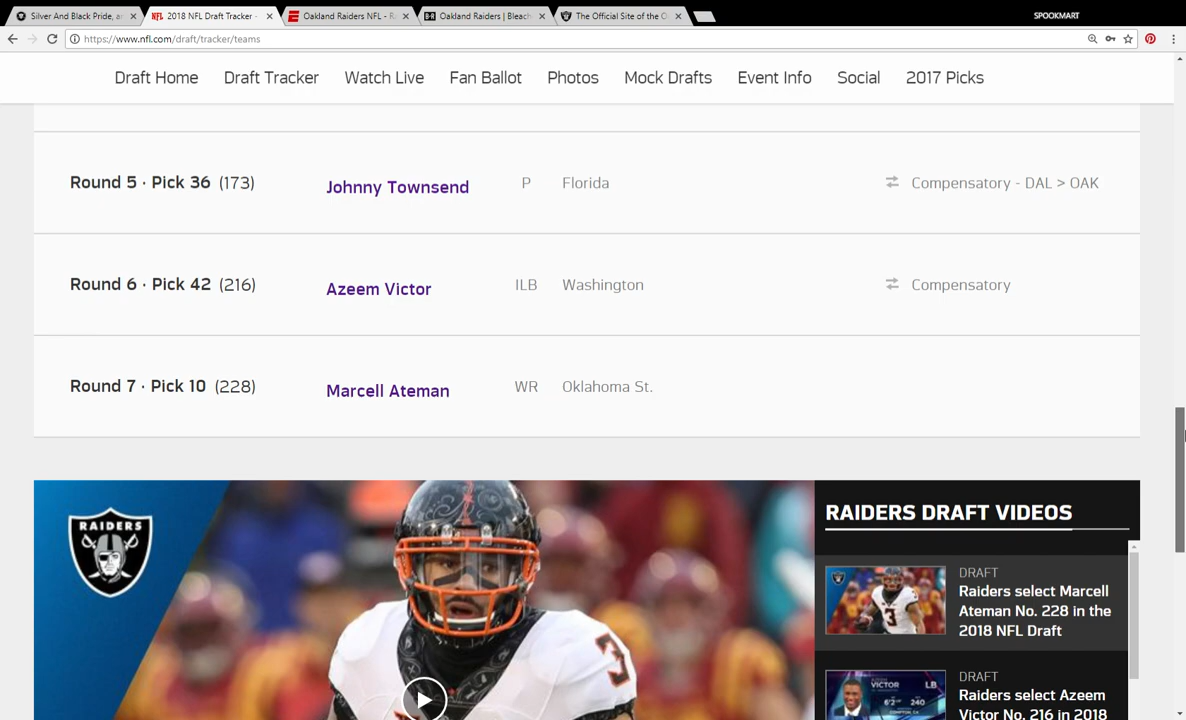 Silver And Black Pride, a
2018 NFL Draft Tracker -
Oakland Raiders NFL - R
Oakland Raiders | Bleach
The Official Site of the O
SPOOKMART
https://www.nfl.com/draft/tracker/teams
Draft Home
Draft Tracker
Watch Live
Fan Ballot
Photos
Mock Drafts
Event Info
Social
2017 Picks
Round 5 · Pick 36 (173) Johnny Townsend P Florida Compensatory - DAL > OAK
Round 6 · Pick 42 (216) Azeem Victor ILB Washington Compensatory
Round 7 · Pick 10 (228) Marcell Ateman WR Oklahoma St.
RAIDERS
3
RAIDERS DRAFT VIDEOS
DRAFT
Raiders select Marcell
Ateman No. 228 in the
2018 NFL Draft
3
DRAFT
Raiders select Azeem
Victor No. 216 in 2018
VICTOR LB
6'2" 240